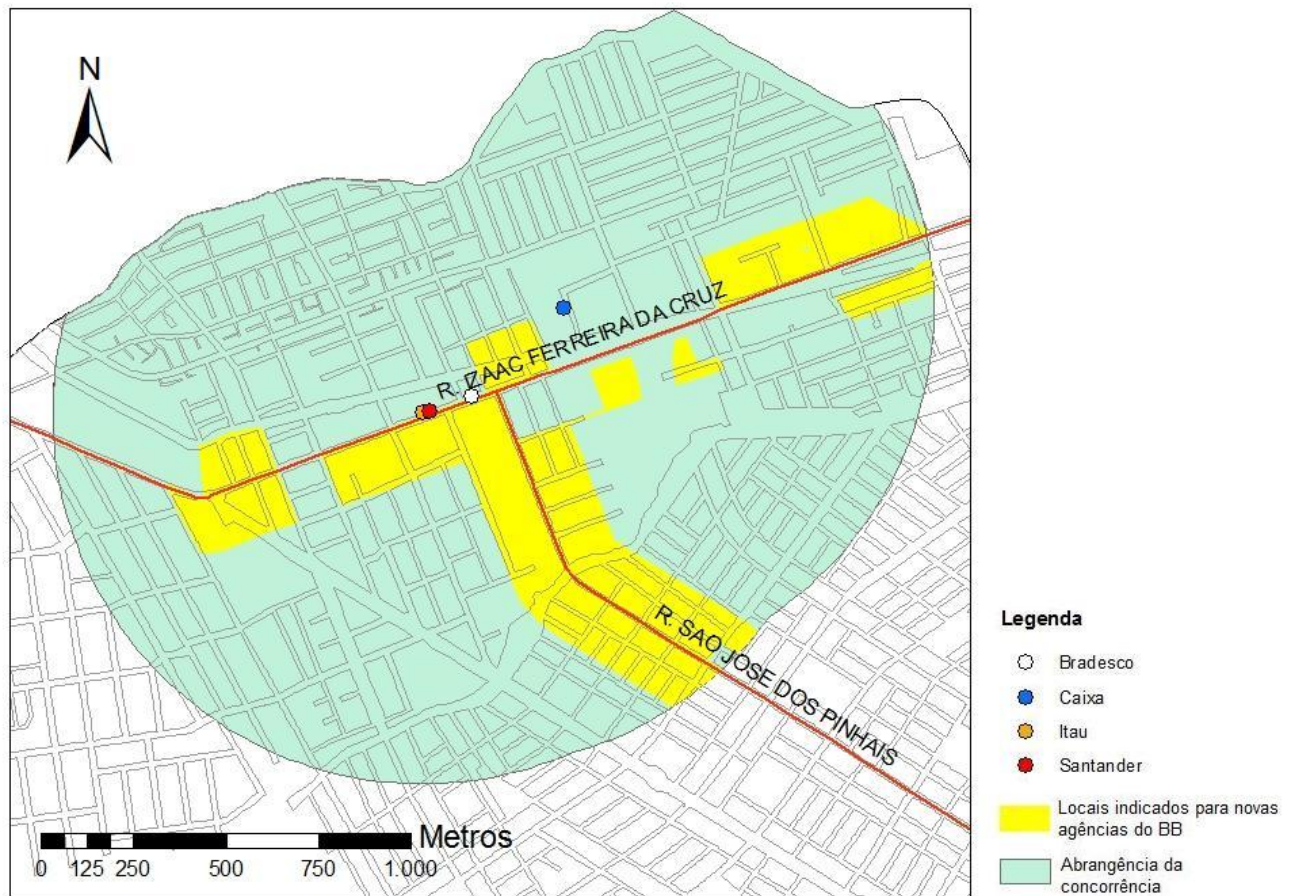 N
R. IZAAC FERREIRA DA CRUZ
R. SAO JOSE DOS PINHAIS
Metros
0 125 250 500 750 1.000
Legenda
Bradesco
Caixa
Itau
Santander
Locais indicados para novas
agências do BB
Abrangência da
concorrência